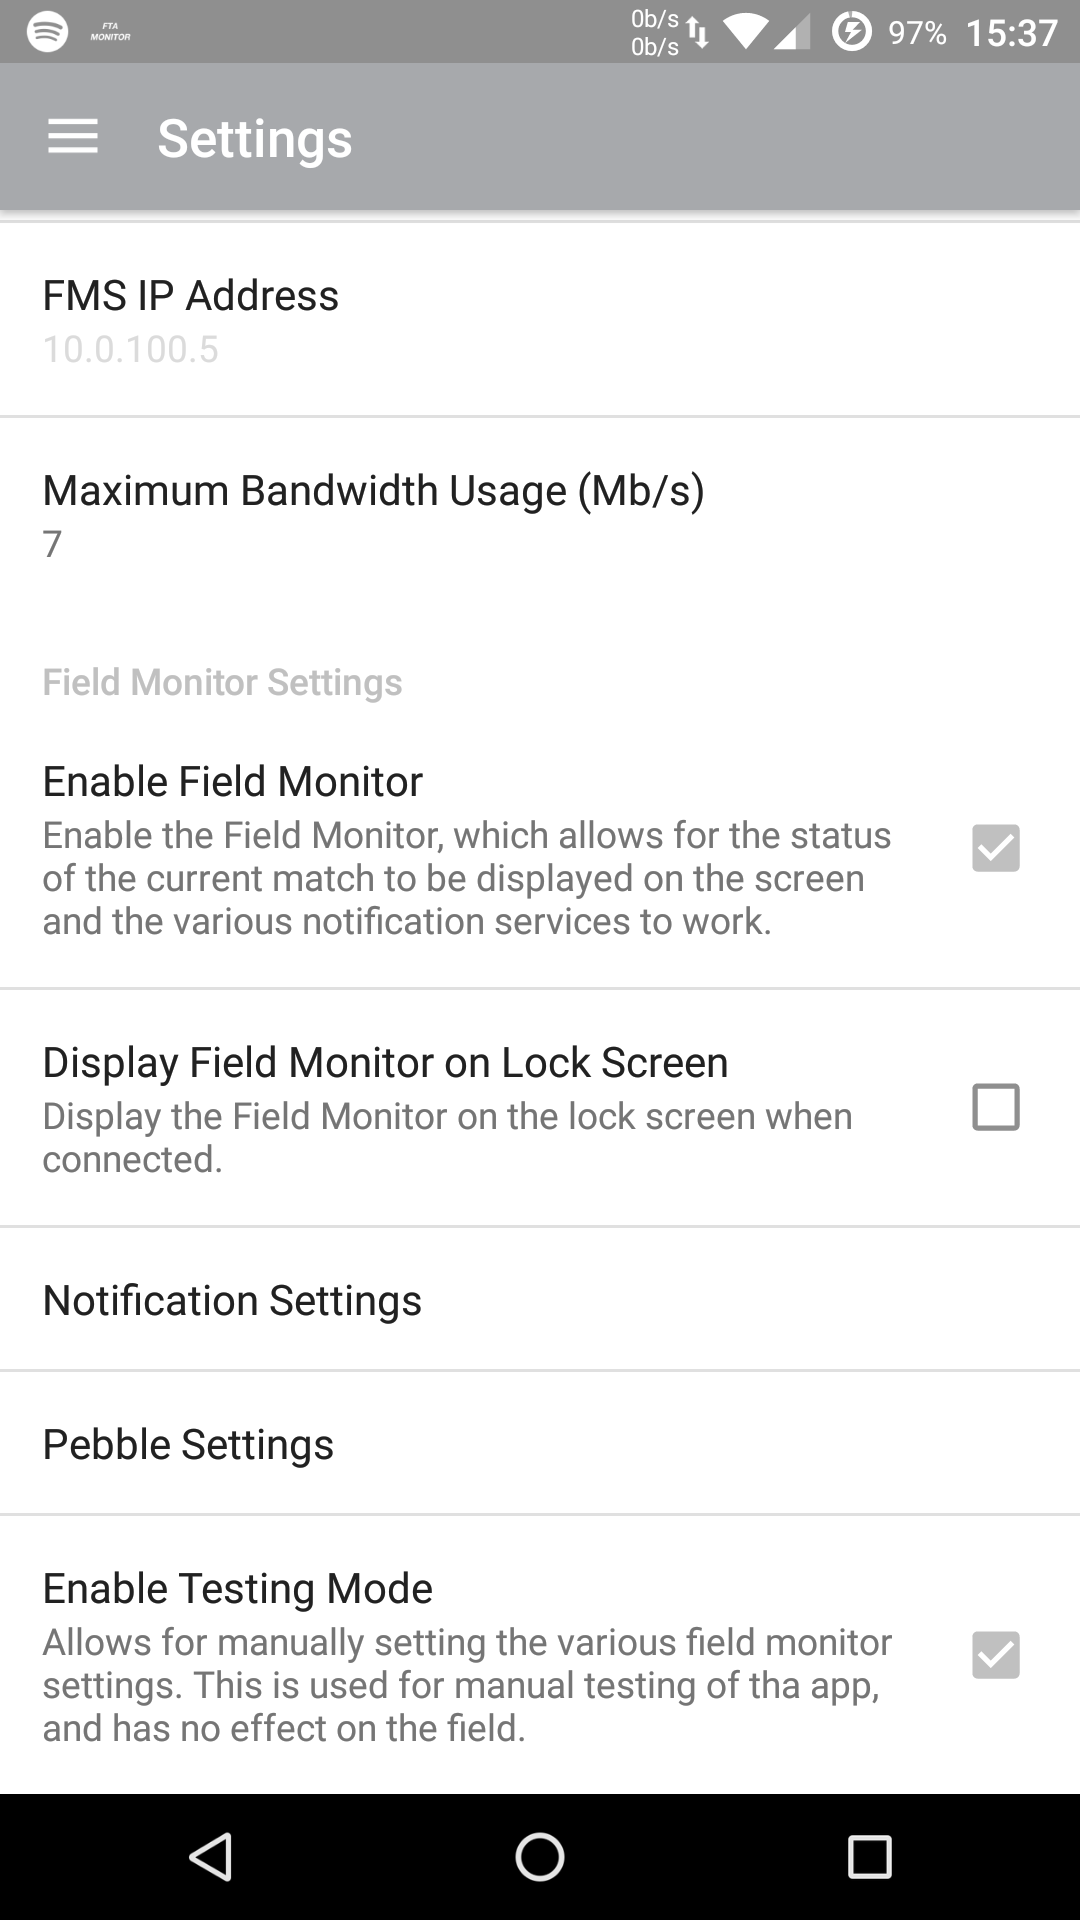 FTA
MONITOR
0b/s
0b/s
97%
15:37
Settings
FMS IP Address
10.0.100.5
Maximum Bandwidth Usage (Mb/s)
7
Field Monitor Settings
Enable Field Monitor
Enable the Field Monitor, which allows for the status
of the current match to be displayed on the screen
and the various notification services to work.
Display Field Monitor on Lock Screen
Display the Field Monitor on the lock screen when
connected.
Notification Settings
Pebble Settings
Enable Testing Mode
Allows for manually setting the various field monitor
settings. This is used for manual testing of tha app,
and has no effect on the field.